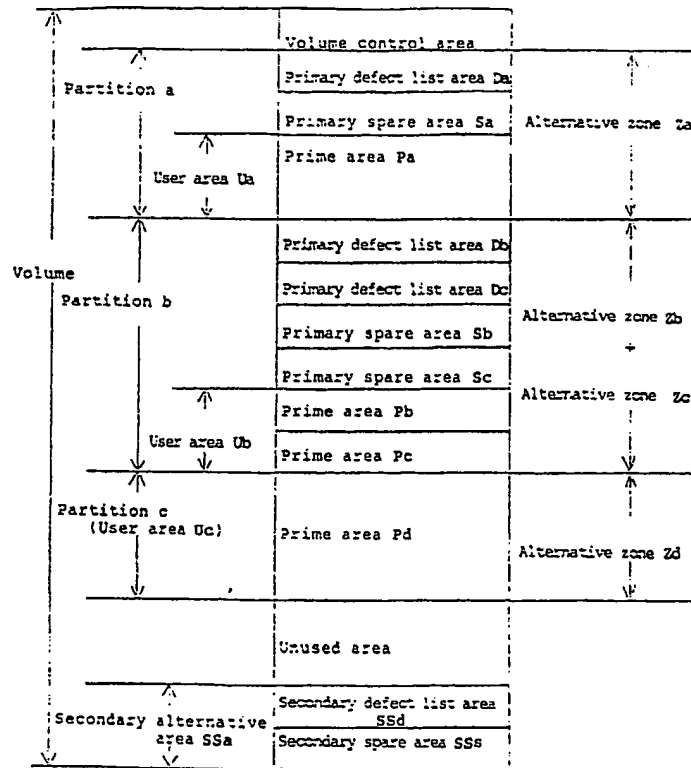 Volume control area
Partition a
Primary defect list area Da
Primary spare area Sa
Alternative zone Za
Prime area Pa
User area Ua
Primary defect list area Db
Volume
Partition b
Primary defect list area Dc
Alternative zone Zb
+
Primary spare area Sb
Primary spare area Sc
Alternative zone Zc
Prime area Pb
User area Ub
Prime area Pc
Partition c
(User area Uc)
Prime area Pd
Alternative zone Zd
Unused area
Secondary alternative
area SSa
Secondary defect list area
SSd
Secondary spare area SSs